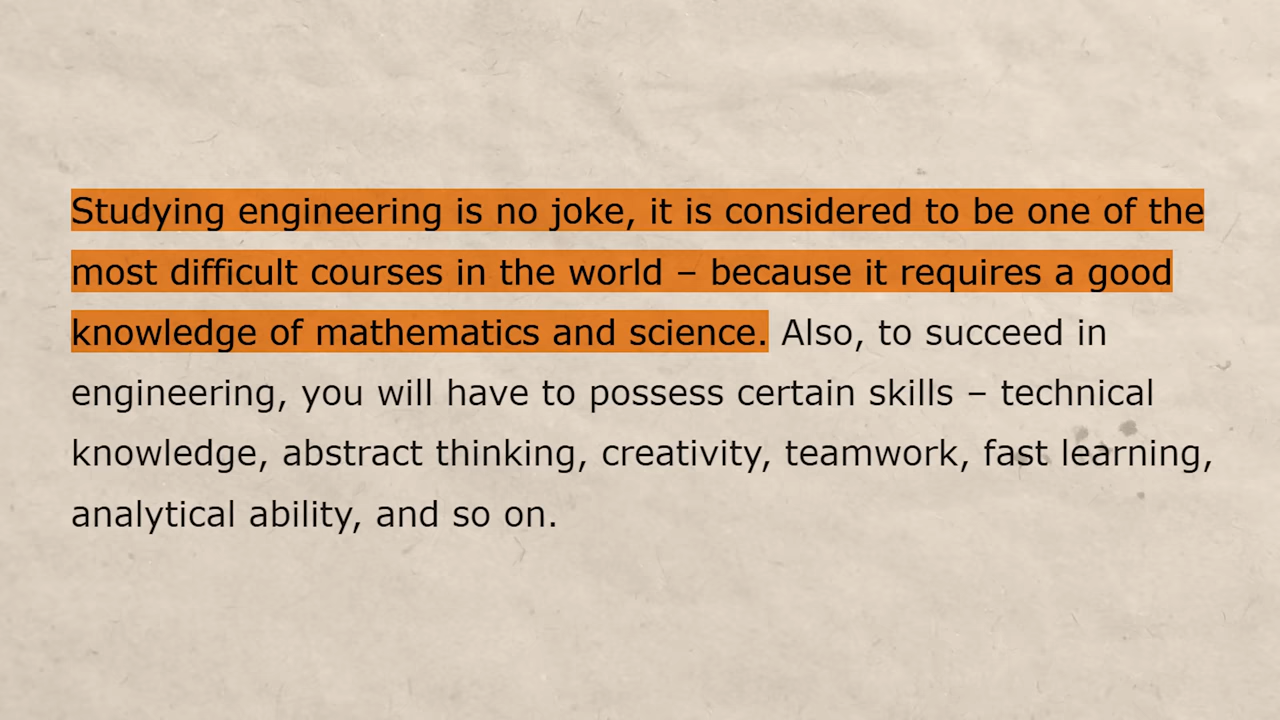 Studying engineering is no joke, it is considered to be one of the
most difficult courses in the world – because it requires a good
knowledge of mathematics and science. Also, to succeed in
engineering, you will have to possess certain skills – technical
knowledge, abstract thinking, creativity, teamwork, fast learning,
analytical ability, and so on.